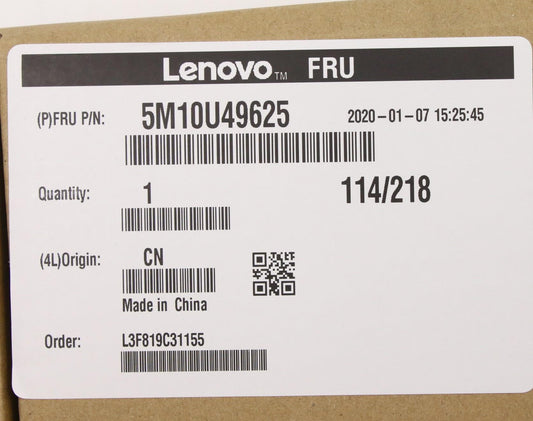 Lenovo™ FRU
(P)FRU P/N: 5M10U49625 2020-01-07 15:25:45
Quantity: 1 114/218
(4L)Origin: CN
Made in China
Order: L3F819C31155